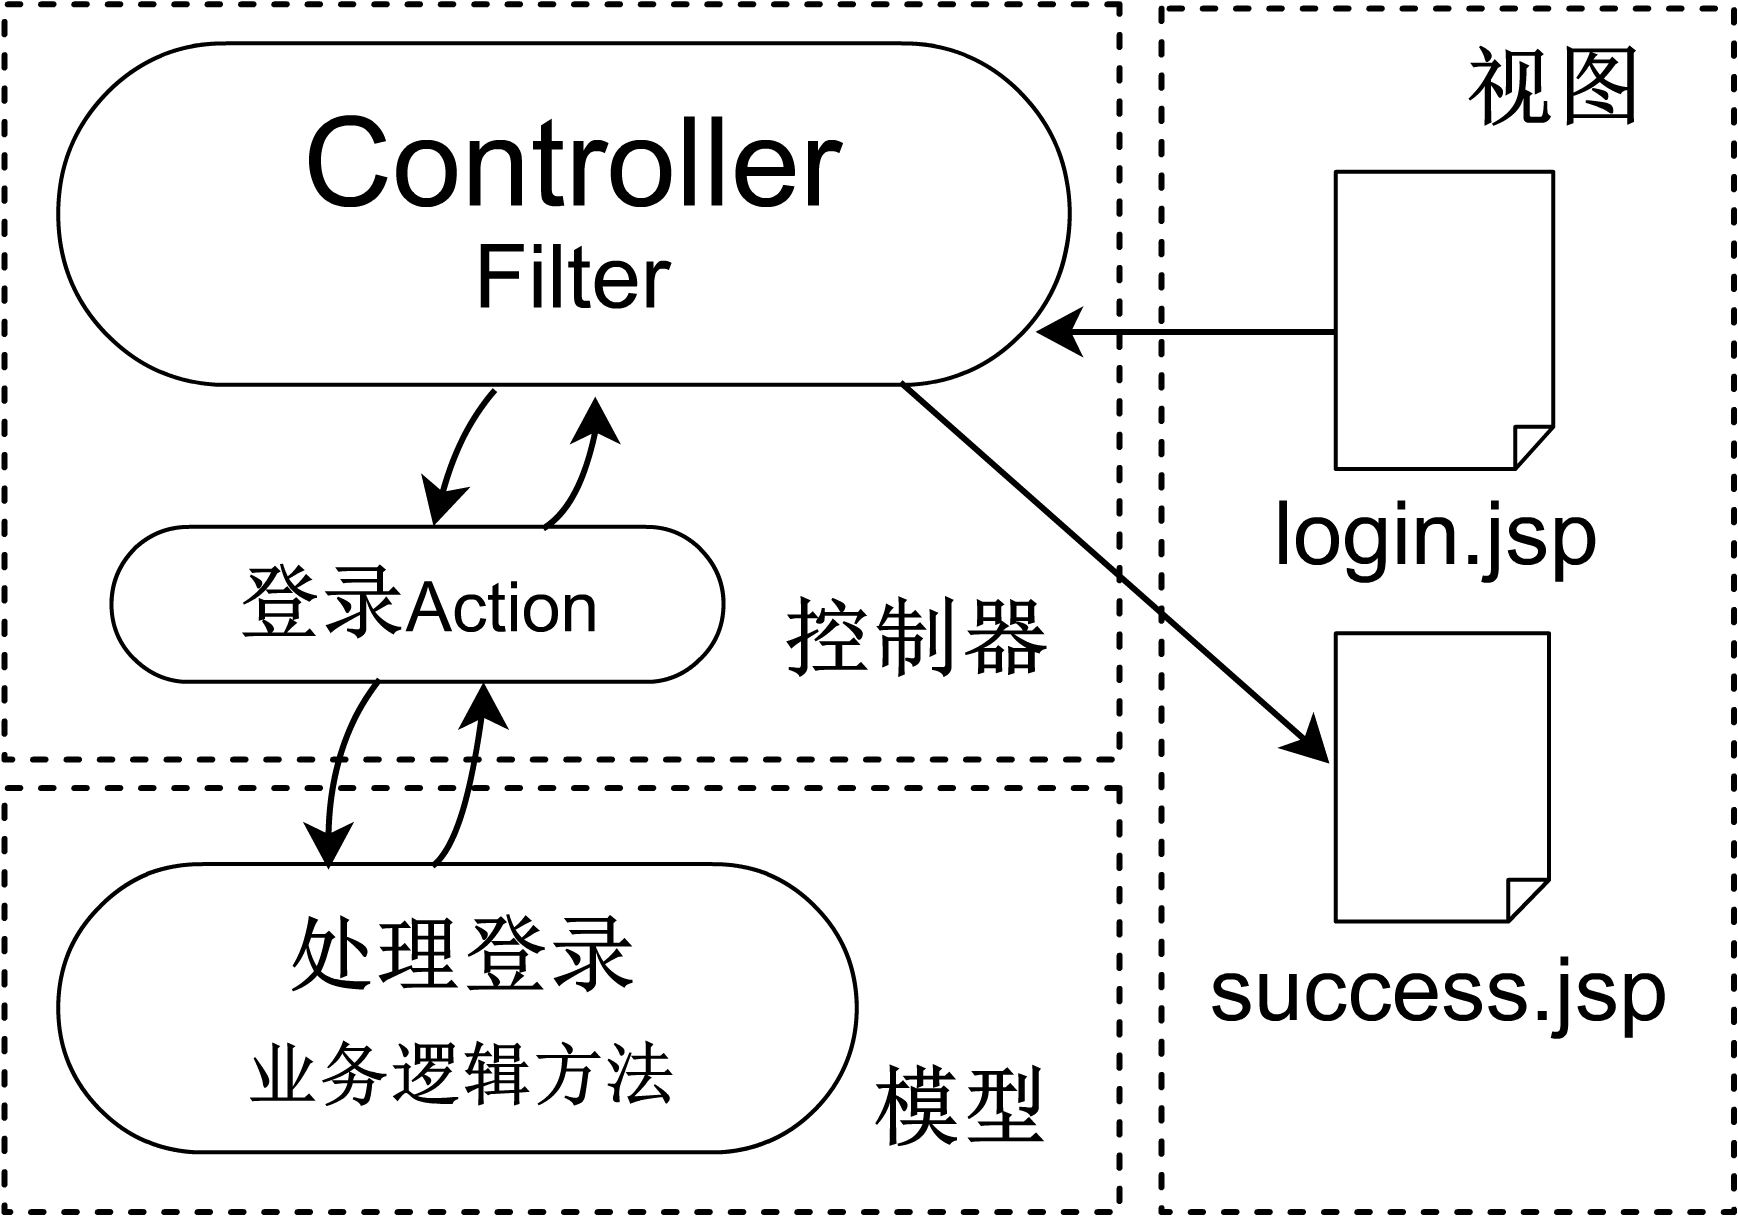 Controller
Filter
登录Action
控制器
处理登录
业务逻辑方法
模型
视图
login.jsp
success.jsp